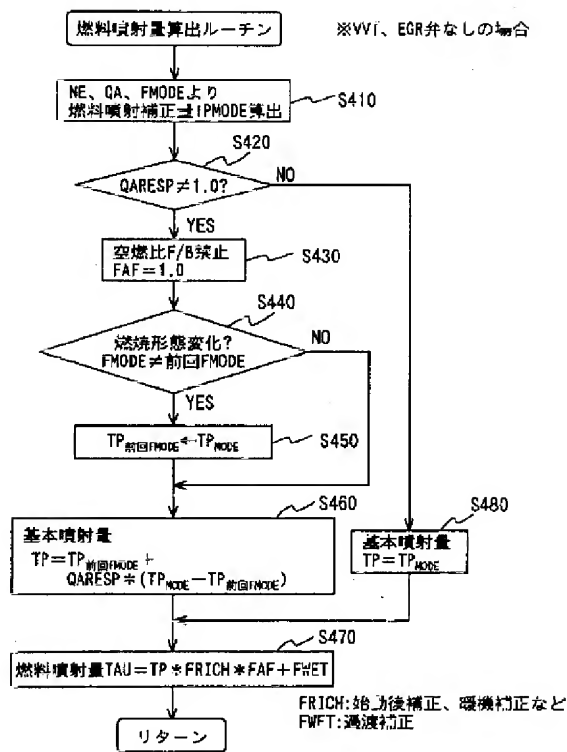 燃料噴射量算出ルーチン
※VVT、EGR弁なしの場合
NE、QA、FMODEより
燃料噴射補正量TPMODE算出
S410
S420
QARESP≠1.0?
NO
YES
空燃比F/B禁止
FAF=1.0
S430
S440
燃焼形態変化?
FMODE≠前回FMODE
NO
YES
TP前回FMODE←TPMODE
S450
S460
基本噴射量
TP=TP前回FMODE+
QARESP*(TPMODE−TP前回FMODE)
S480
基本噴射量
TP=TPMODE
S470
燃料噴射量TAU=TP*FRICH*FAF+FWET
FRICH:始動後補正、暖機補正など
FWET:過渡補正
リターン